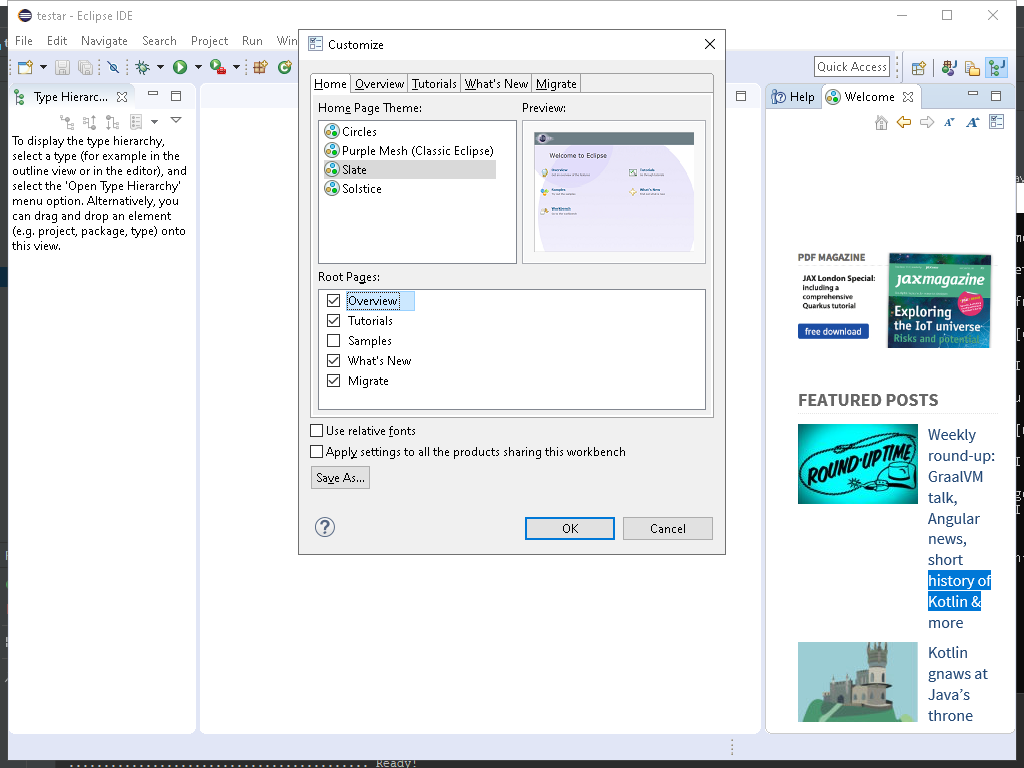 testar - Eclipse IDE
File Edit Navigate Search Project Run Win
Quick Access
Type Hierarc...
To display the type hierarchy,
select a type (for example in the
outline view or in the editor), and
select the 'Open Type Hierarchy'
menu option. Alternatively, you
can drag and drop an element
(e.g. project, package, type) onto
this view.
Customize
Home Overview Tutorials What's New Migrate
Home Page Theme:
Circles
Purple Mesh (Classic Eclipse)
Slate
Solstice
Preview:
Welcome to Eclipse
Overview
Tutorials
Samples
What's New
Workbench
Root Pages:
Overview
Tutorials
Samples
What's New
Migrate
Use relative fonts
Apply settings to all the products sharing this workbench
Save As...
OK
Cancel
Help
Welcome
PDF MAGAZINE
JAX London Special:
including a
comprehensive
Quarkus tutorial
free download
jaxmagazine
Exploring
the IoT universe
Risks and potential
FEATURED POSTS
ROUND-UP TIME
Weekly
round-up:
GraalVM
talk,
Angular
news,
short
history of
Kotlin &
more
Kotlin
gnaws at
Java's
throne
Ready!